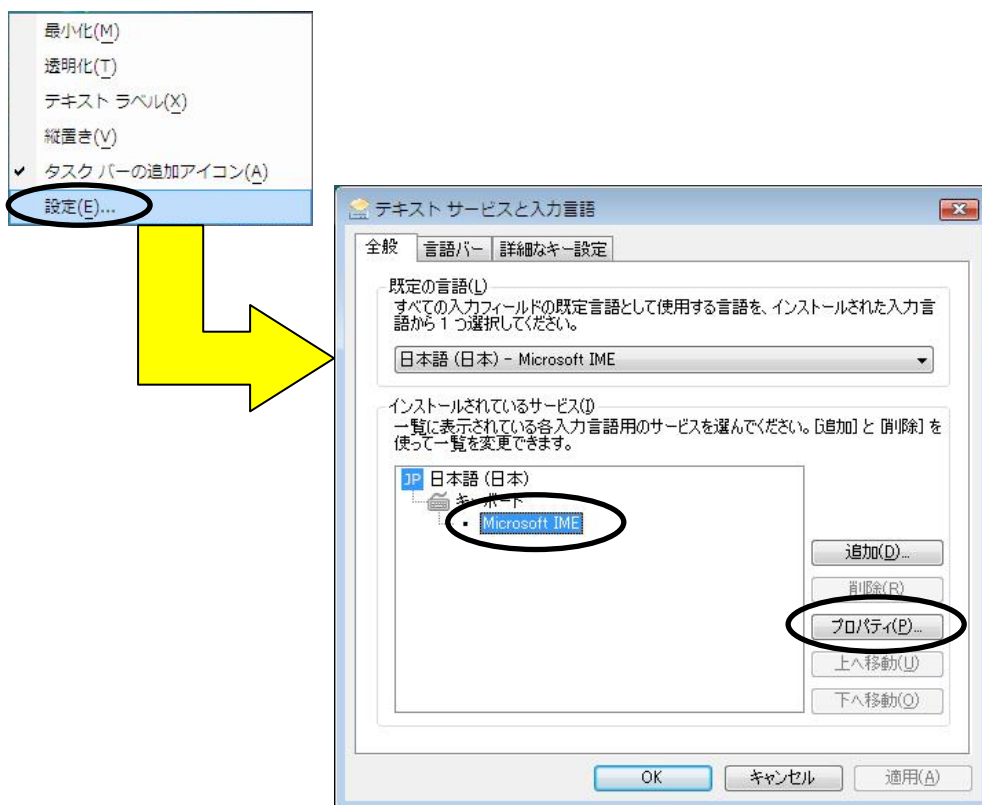 最小化(M)
透明化(T)
テキスト ラベル(X)
縦置き(V)
✔ タスク バーの追加アイコン(A)
設定(E)...
テキスト サービスと入力言語
全般 言語バー 詳細なキー設定
既定の言語(L)
すべての入力フィールドの既定言語として使用する言語を、インストールされた入力言
語から 1 つ選択してください。
日本語 (日本) - Microsoft IME
インストールされているサービス(I)
一覧に表示されている各入力言語用のサービスを選んでください。[追加] と [削除] を
使って一覧を変更できます。
JP 日本語 (日本)
キーボード
Microsoft IME
追加(D)...
削除(R)
プロパティ(P)...
上へ移動(U)
下へ移動(O)
OK キャンセル 適用(A)